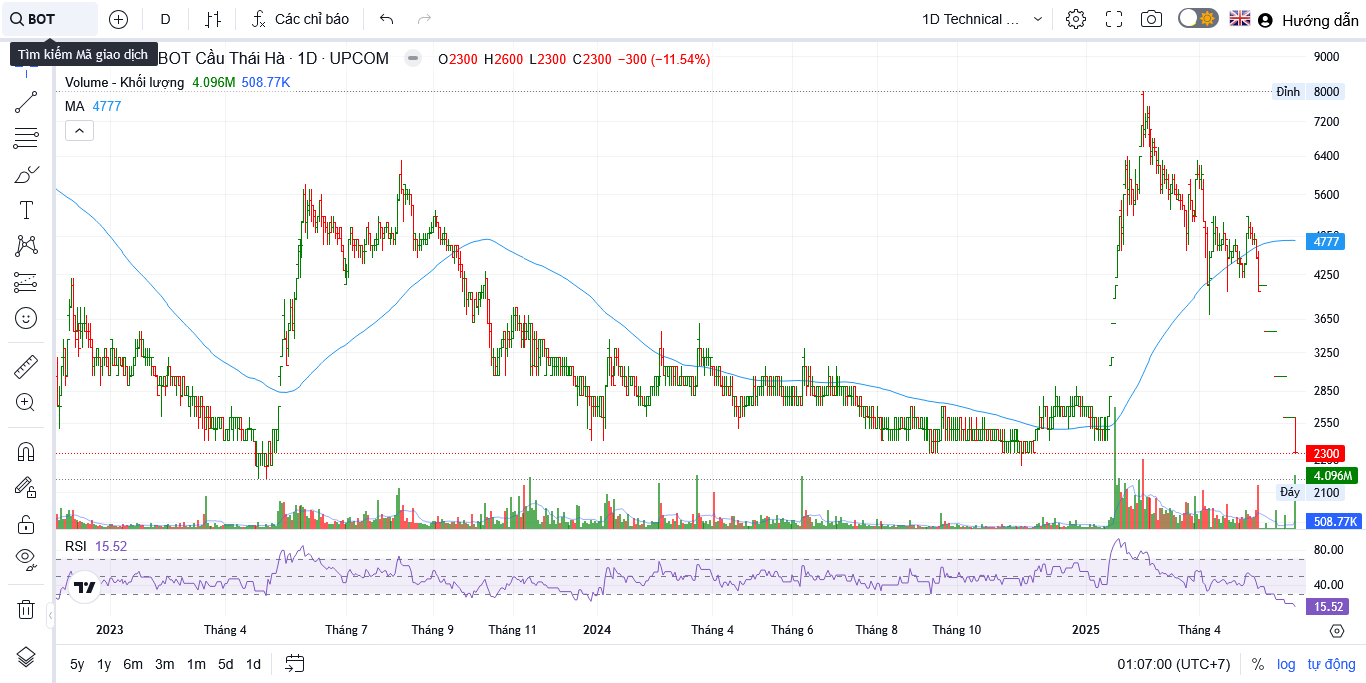 BOT
D
Các chỉ báo
1D Technical ...
Hướng dẫn
Tìm kiếm Mã giao dịch
BOT Cầu Thái Hà · 1D · UPCOM
O2300 H2600 L2300 C2300 −300 (−11.54%)
Volume - Khối lượng 4.096M 508.77K
MA 4777
9000
Đỉnh 8000
7200
6400
5600
4777
4250
3650
3250
2850
2550
2300
4.096M
Đáy 2100
508.77K
RSI 15.52
80.00
40.00
15.52
2023 Tháng 4 Tháng 7 Tháng 9 Tháng 11 2024 Tháng 4 Tháng 6 Tháng 8 Tháng 10 2025 Tháng 4
5y 1y 6m 3m 1m 5d 1d
01:07:00 (UTC+7) % log tự động